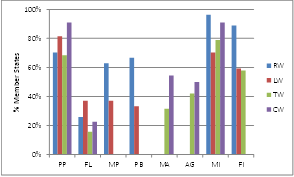 100%
80%
60%
40%
20%
0%
% Member States
PP FL MP PB MA AG MI FI
RW
LW
TW
CW